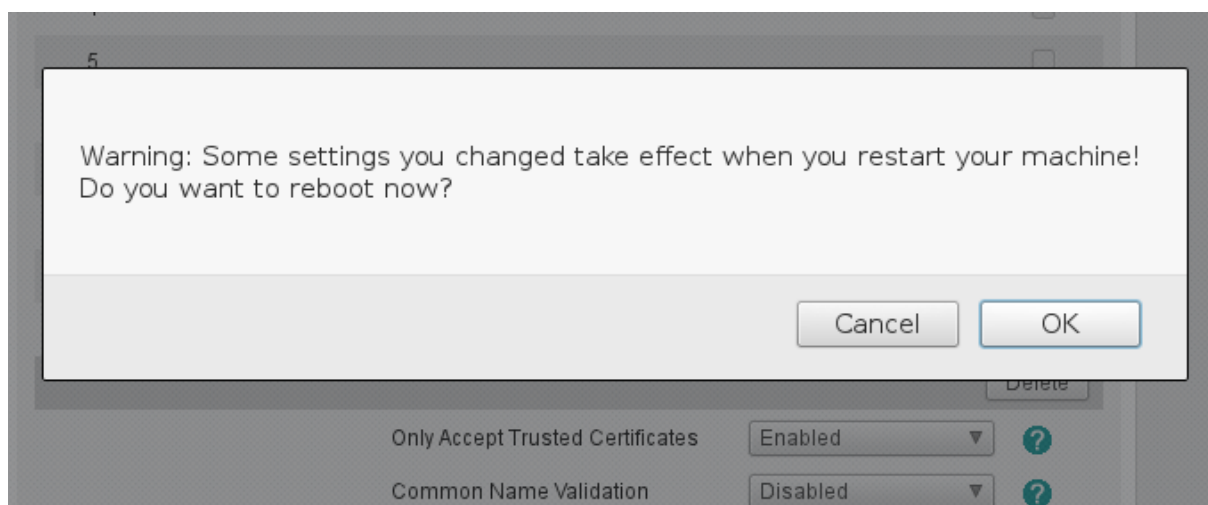 5
Warning: Some settings you changed take effect when you restart your machine!
Do you want to reboot now?
Cancel
OK
Delete
Only Accept Trusted Certificates
Enabled
?
Common Name Validation
Disabled
?